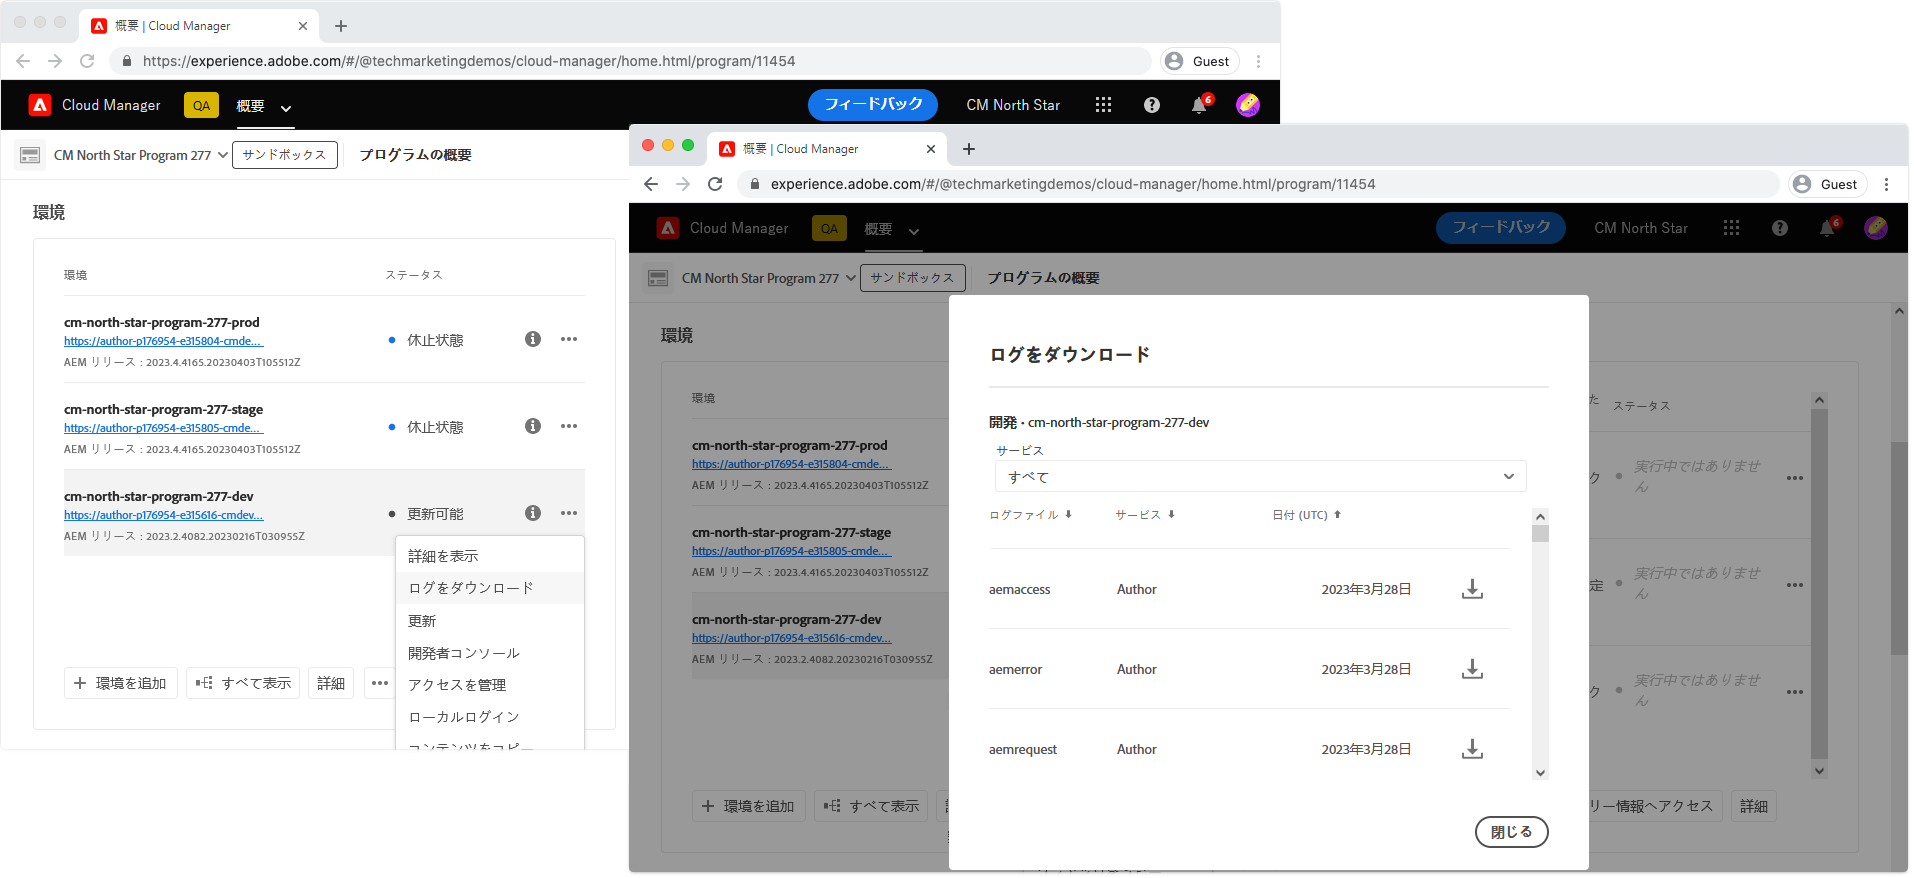 概要 | Cloud Manager
https://experience.adobe.com/#/@techmarketingdemos/cloud-manager/home.html/program/11454
Guest
Cloud Manager QA 概要 フィードバック CM North Star 6
CM North Star Program 277 サンドボックス プログラムの概要
環境
環境 ステータス
cm-north-star-program-277-prod
https://author-p176954-e315804-cmde...
休止状態
AEM リリース : 2023.4.4165.20230403T105512Z
cm-north-star-program-277-stage
https://author-p176954-e315805-cmde...
休止状態
AEM リリース : 2023.4.4165.20230403T105512Z
cm-north-star-program-277-dev
https://author-p176954-e315616-cmdev...
更新可能
AEM リリース : 2023.2.4082.20230216T030955Z
詳細を表示
ログをダウンロード
更新
開発者コンソール
アクセスを管理
ローカルログイン
コンテンツをコピー
環境を追加 すべて表示 詳細
概要 | Cloud Manager
experience.adobe.com/#/@techmarketingdemos/cloud-manager/home.html/program/11454
Guest
Cloud Manager QA 概要 フィードバック CM North Star 6
CM North Star Program 277 サンドボックス プログラムの概要
環境
環境
cm-north-star-program-277-prod
https://author-p176954-e315804-cmde...
AEM リリース : 2023.4.4165.20230403T105512Z
cm-north-star-program-277-stage
https://author-p176954-e315805-cmde...
AEM リリース : 2023.4.4165.20230403T105512Z
cm-north-star-program-277-dev
https://author-p176954-e315616-cmdev...
AEM リリース : 2023.2.4082.20230216T030955Z
環境を追加 すべて表示
ログをダウンロード
開発 • cm-north-star-program-277-dev
サービス
すべて
ログファイル サービス 日付 (UTC)
aemaccess Author 2023年3月28日
aemerror Author 2023年3月28日
aemrequest Author 2023年3月28日
閉じる
た ステータス
ク 実行中ではありませ
ん
定 実行中ではありませ
ん
ク 実行中ではありませ
ん
リー情報へアクセス 詳細